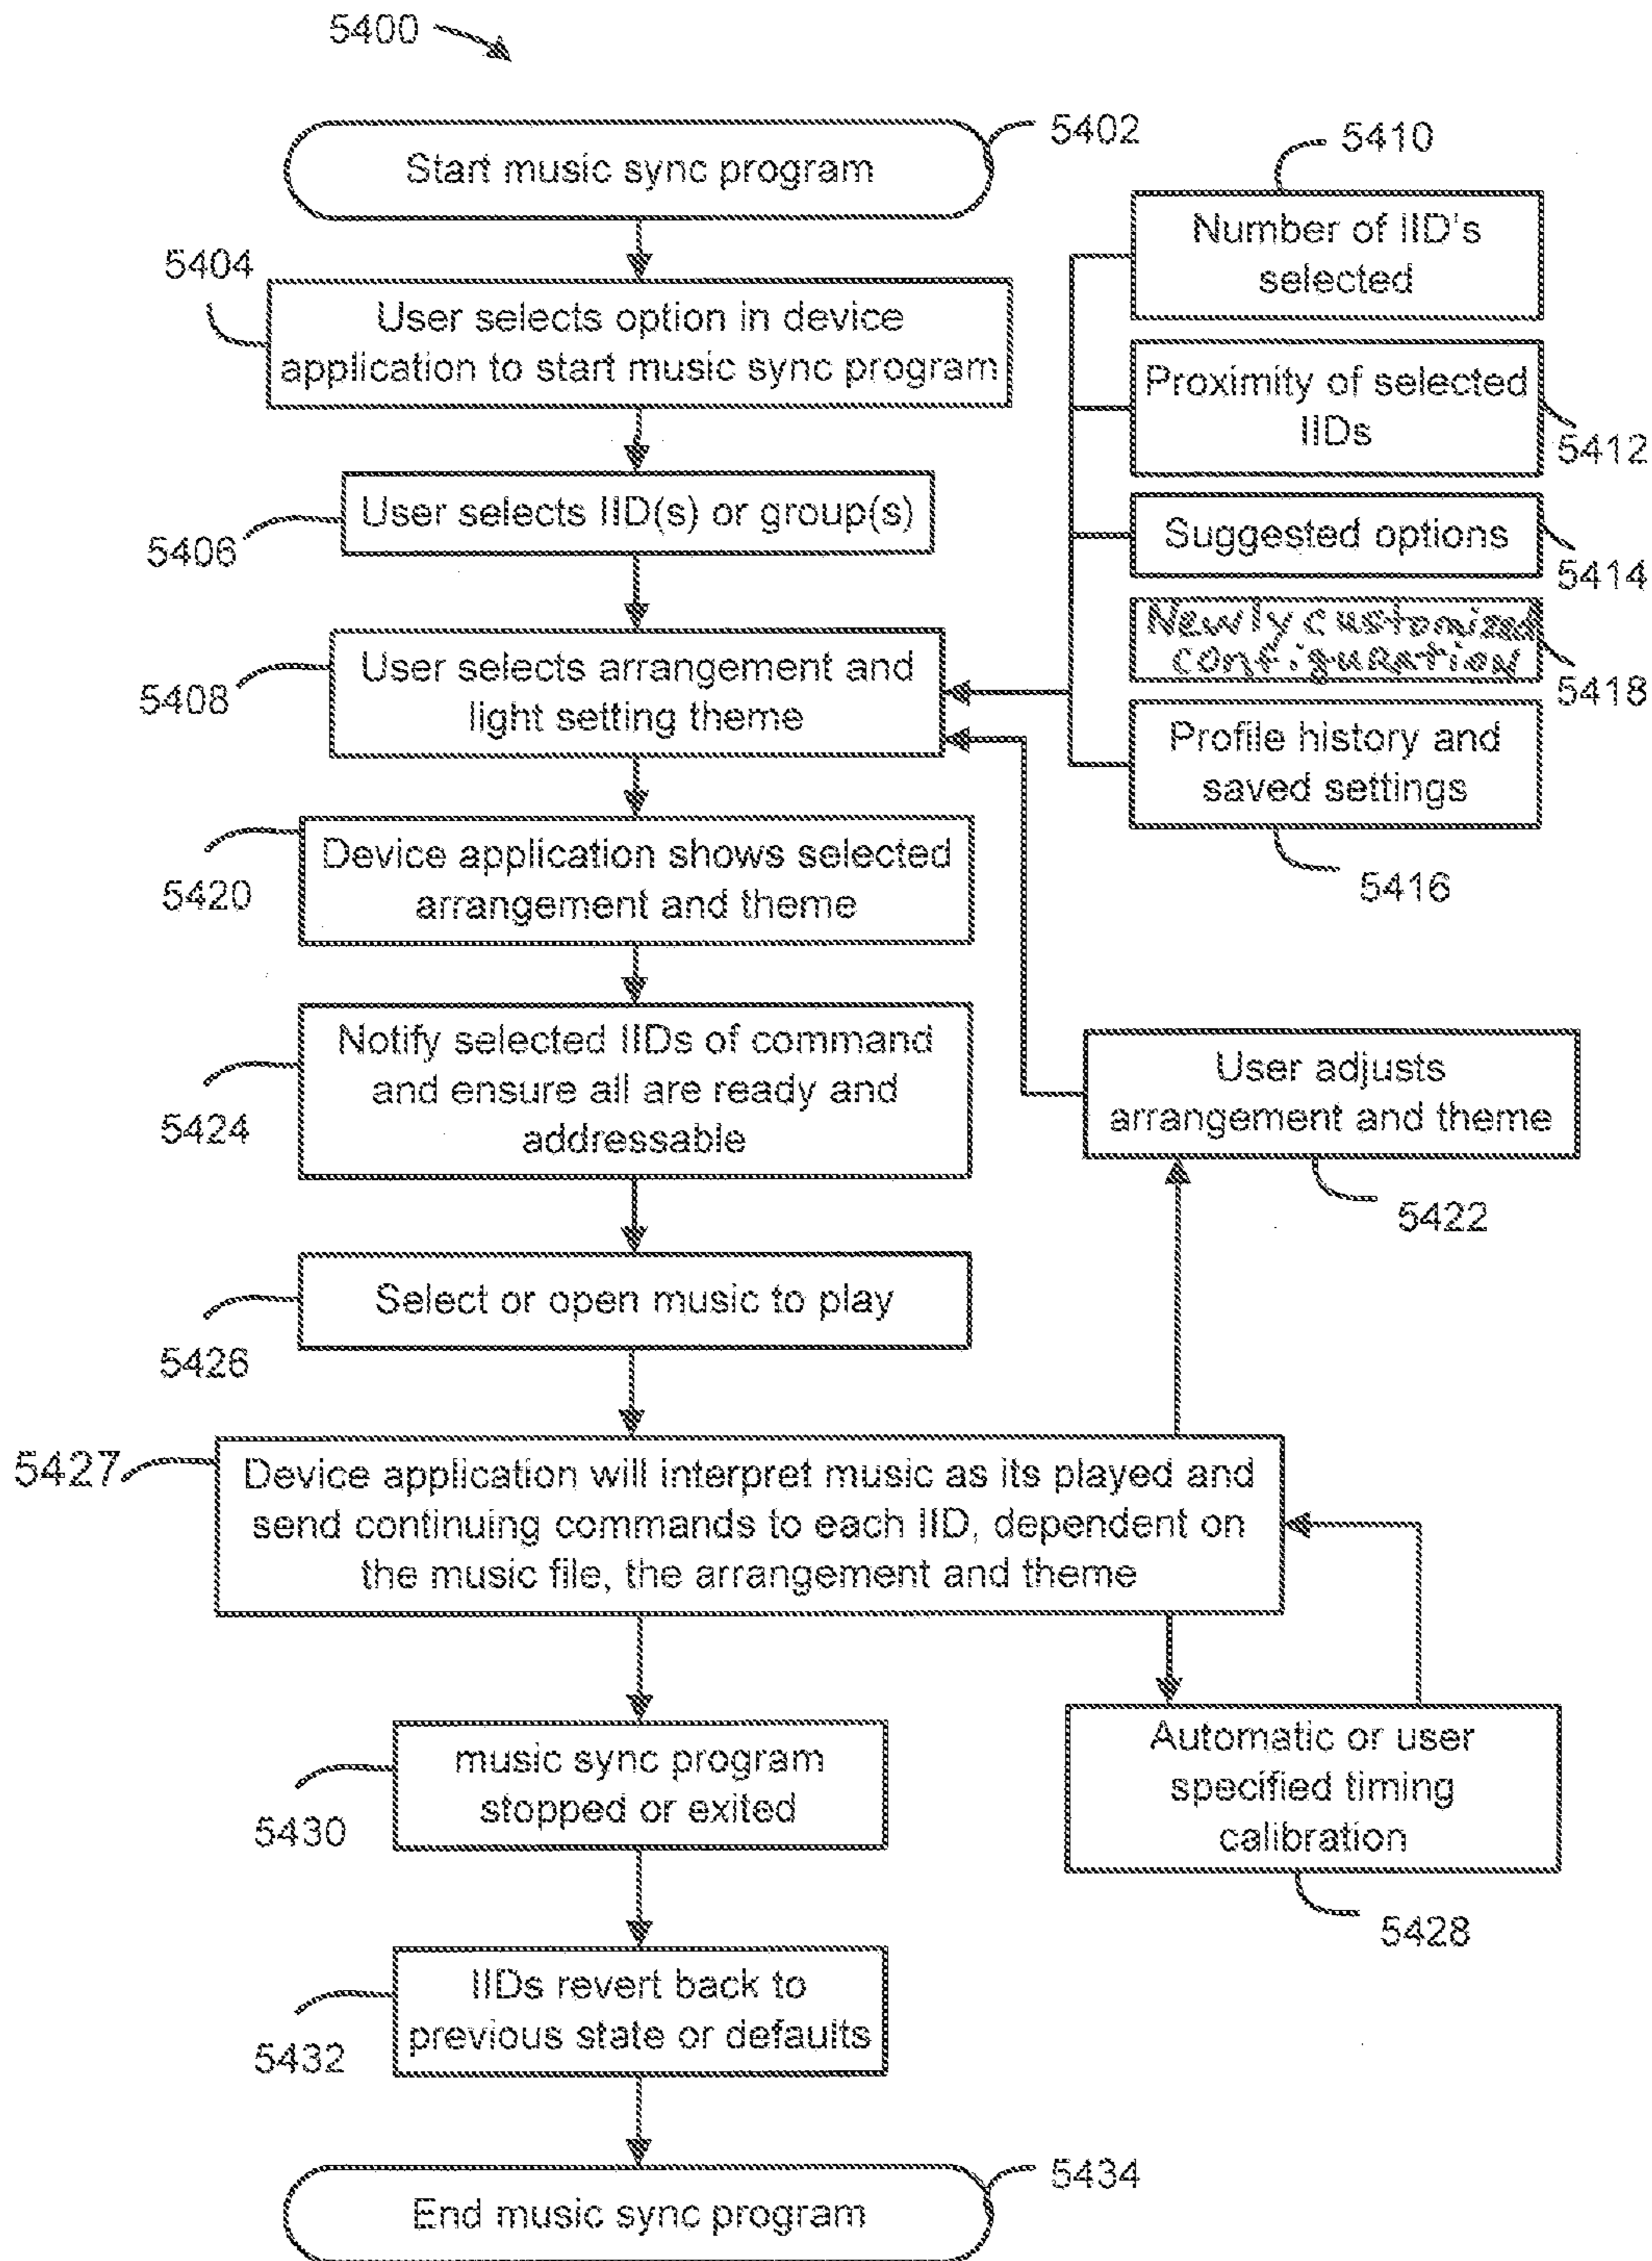 5400
Start music sync program
5402
5404
User selects option in device
application to start music sync program
User selects IID(s) or group(s)
5406
5408
User selects arrangement and
light setting theme
5410
Number of IID's
selected
Proximity of selected
IIDs
5412
Suggested options
5414
Newly customized
configuration
5418
Profile history and
saved settings
5416
Device application shows selected
arrangement and theme
5420
Notify selected IIDs of command
and ensure all are ready and
addressable
5424
User adjusts
arrangement and theme
5422
Select or open music to play
5426
5427
Device application will interpret music as its played and
send continuing commands to each IID, dependent on
the music file, the arrangement and theme
music sync program
stopped or exited
5430
Automatic or user
specified timing
calibration
5428
IIDs revert back to
previous state or defaults
5432
5434
End music sync program